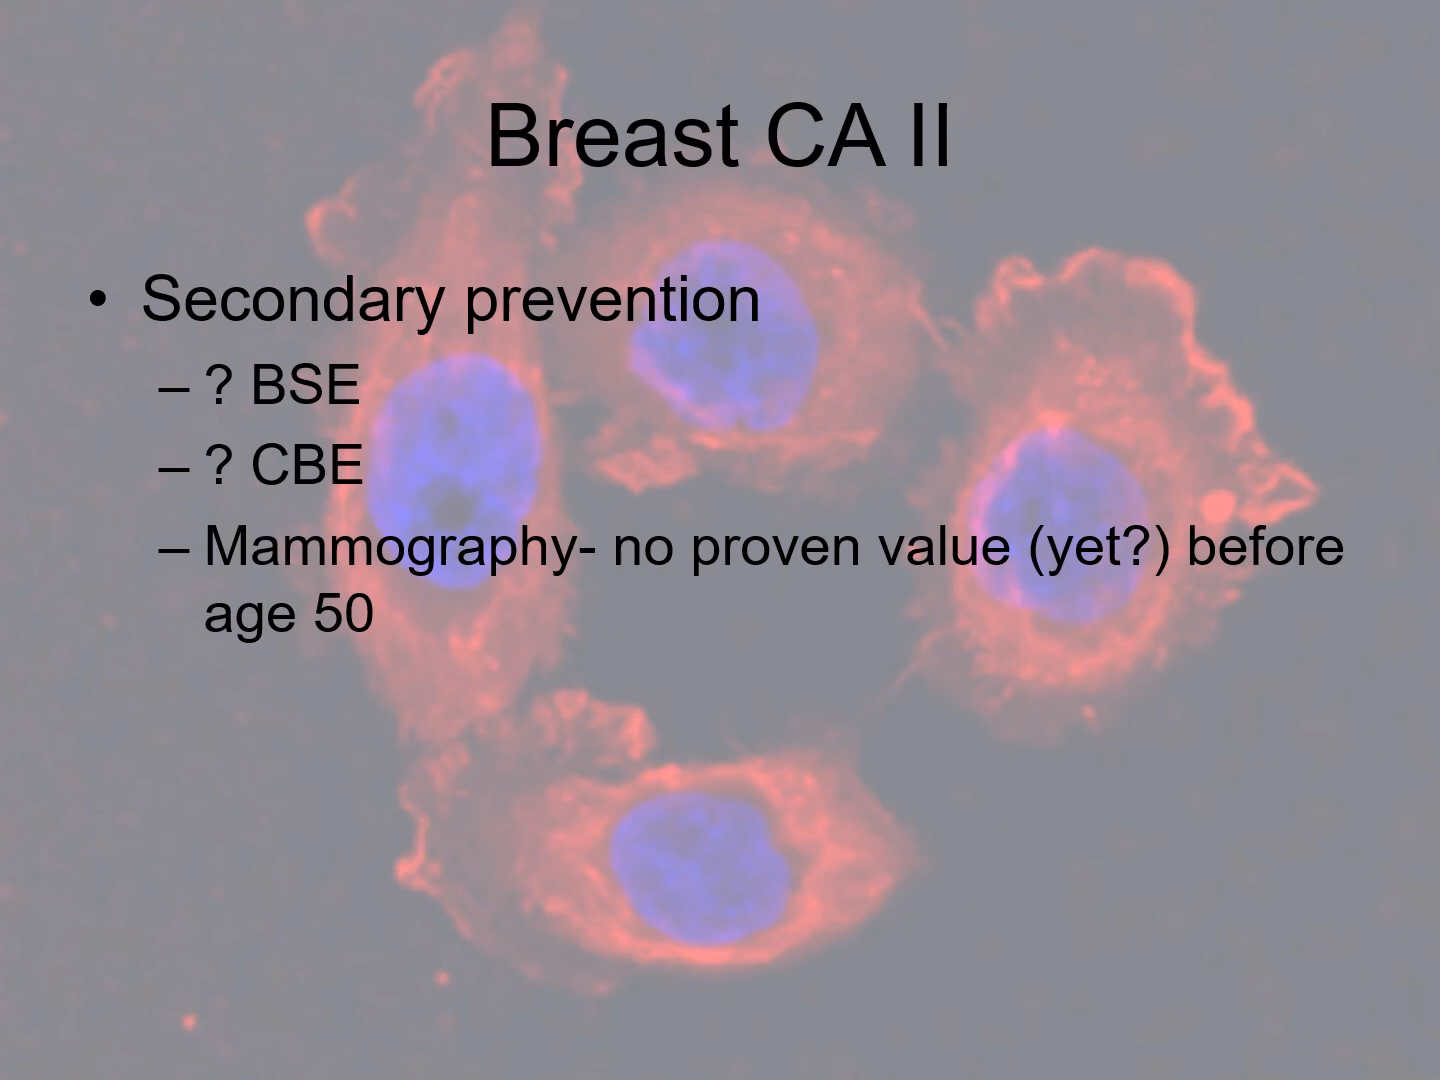 Breast CA II
• Secondary prevention
– ? BSE
– ? CBE
– Mammography- no proven value (yet?) before
age 50